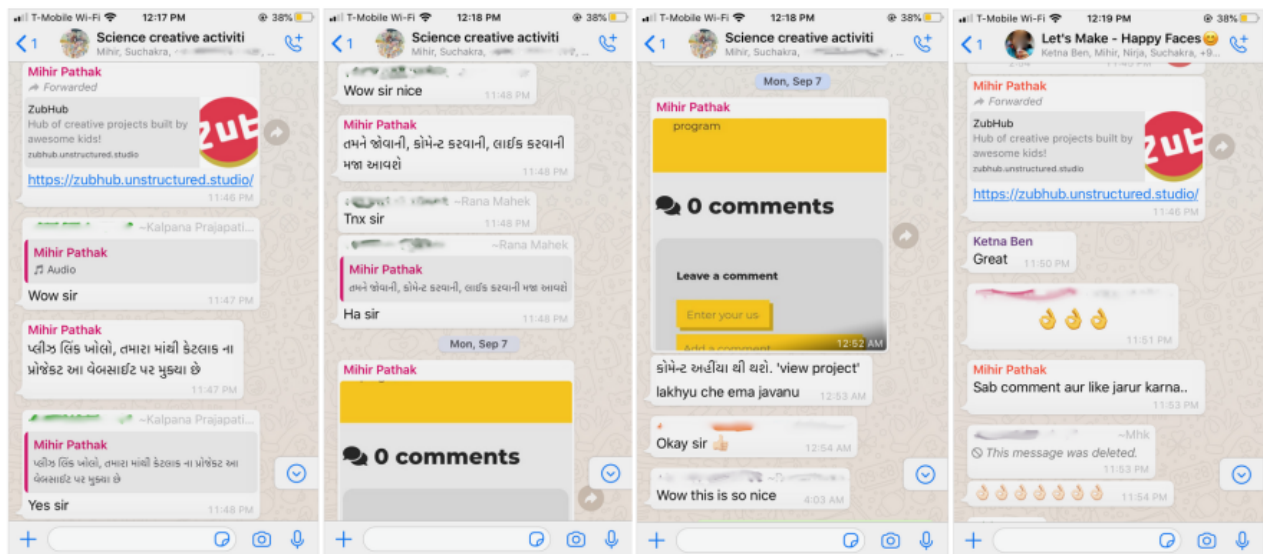 T-Mobile Wi-Fi 12:17 PM 38%
1 Science creative activiti
Mihir, Suchakra,
Mihir Pathak
Forwarded
ZubHub
Hub of creative projects built by
awesome kids!
zubhub.unstructured.studio
Zub
https://zubhub.unstructured.studio/
11:46 PM
~Kalpana Prajapati...
Mihir Pathak
Audio
Wow sir
11:47 PM
Mihir Pathak
પ્લીઝ લિંક ખોલો, તમારા માંથી કેટલાક ના
પ્રોજેક્ટ આ વેબસાઈટ પર મુક્યા છે
11:47 PM
~Kalpana Prajapati...
Mihir Pathak
પ્લીઝ લિંક ખોલો, તમારા માંથી કેટલાક ના પ્રોજેક્ટ આ
વેબસાઈટ પર મુક્યા છે
Yes sir
11:48 PM
T-Mobile Wi-Fi 12:18 PM 38%
1 Science creative activiti
Mihir, Suchakra, ...
Wow sir nice
11:48 PM
Mihir Pathak
તમને જોવાની, કોમેન્ટ કરવાની, લાઈક કરવાની
મજા આવશે
11:48 PM
~Rana Mahek
Tnx sir
11:48 PM
~Rana Mahek
Mihir Pathak
તમને જોવાની, કોમેન્ટ કરવાની, લાઈક કરવાની મજા આવશે
Ha sir
11:48 PM
Mon, Sep 7
Mihir Pathak
0 comments
T-Mobile Wi-Fi 12:18 PM 38%
1 Science creative activiti
Mihir, Suchakra, ...
Mon, Sep 7
Mihir Pathak
program
0 comments
Leave a comment
Enter your us
Add a comment
12:52 AM
કોમેન્ટ અહીંયા થી થશે. 'view project'
lakhyu che ema javanu
12:53 AM
Okay sir 👍🏻
12:54 AM
Wow this is so nice
4:03 AM
T-Mobile Wi-Fi 12:19 PM 38%
1 Let's Make - Happy Faces😊
Ketna Ben, Mihir, Nirja, Suchakra, +9...
Mihir Pathak
Forwarded
ZubHub
Hub of creative projects built by
awesome kids!
zubhub.unstructured.studio
Zub
https://zubhub.unstructured.studio/
11:46 PM
Ketna Ben
Great
11:50 PM
👌👌👌
11:51 PM
Mihir Pathak
Sab comment aur like jarur karna..
11:53 PM
~Mhk
This message was deleted.
11:53 PM
👌🏻👌🏻👌🏻👌🏻👌🏻👌🏻👌🏻
11:54 PM